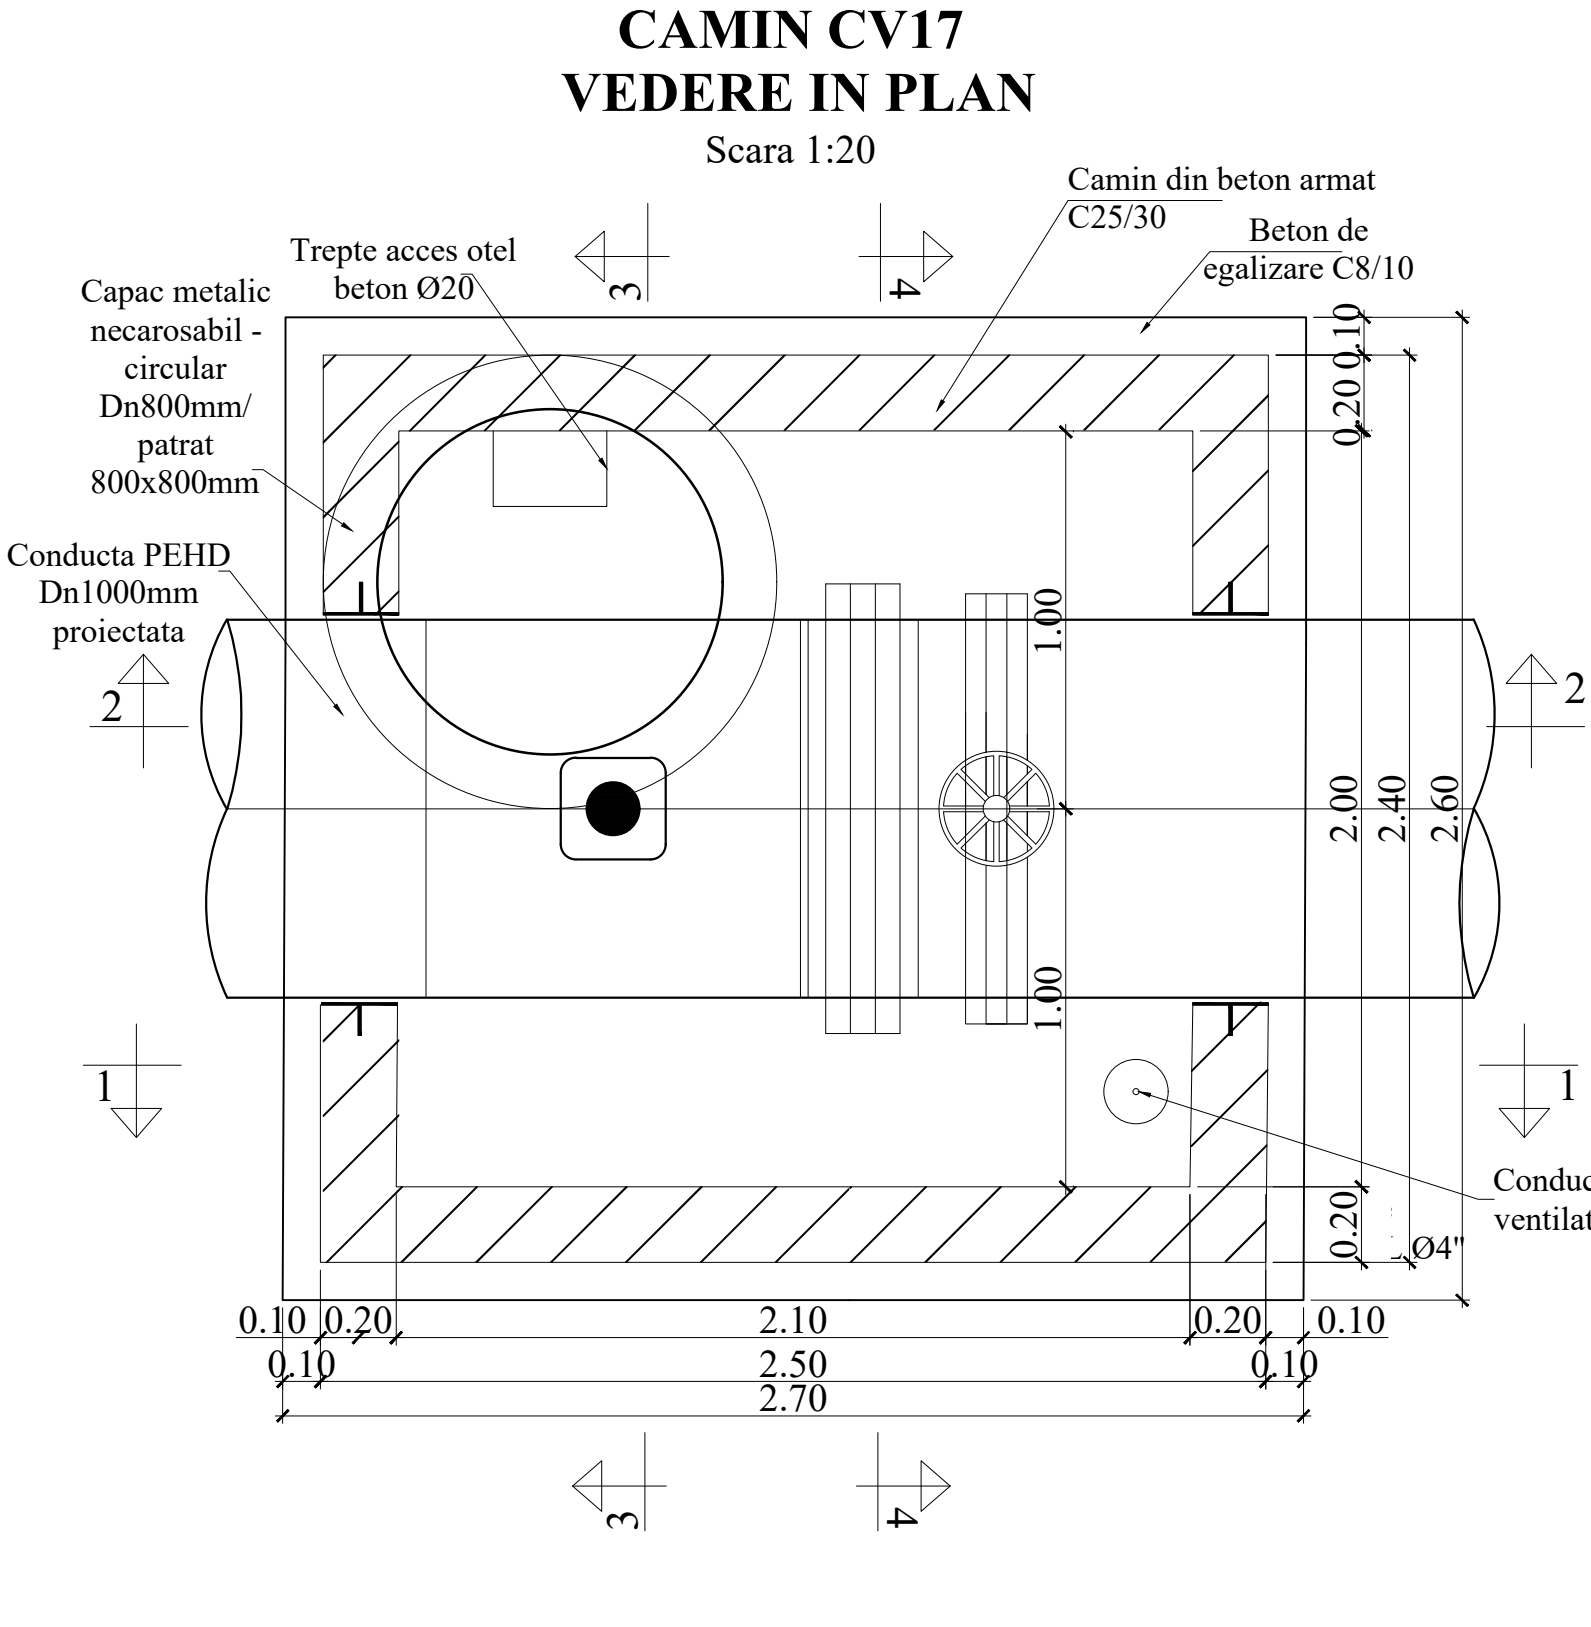 CAMIN CV17
VEDERE IN PLAN
Scara 1:20
Camin din beton armat
C25/30
Beton de
egalizare C8/10
Trepte acces otel
beton Ø20
Capac metalic
necarosabil -
circular
Dn800mm/
patrat
800x800mm
Conducta PEHD
Dn1000mm
proiectata
3
4
0.10
0.20
1.00
2
2
2.00
2.40
2.60
1.00
1
1
Conduc
ventilat
Ø4"
0.20
0.10
0.20
2.10
0.20
0.10
0.10
2.50
0.10
2.70
3
4